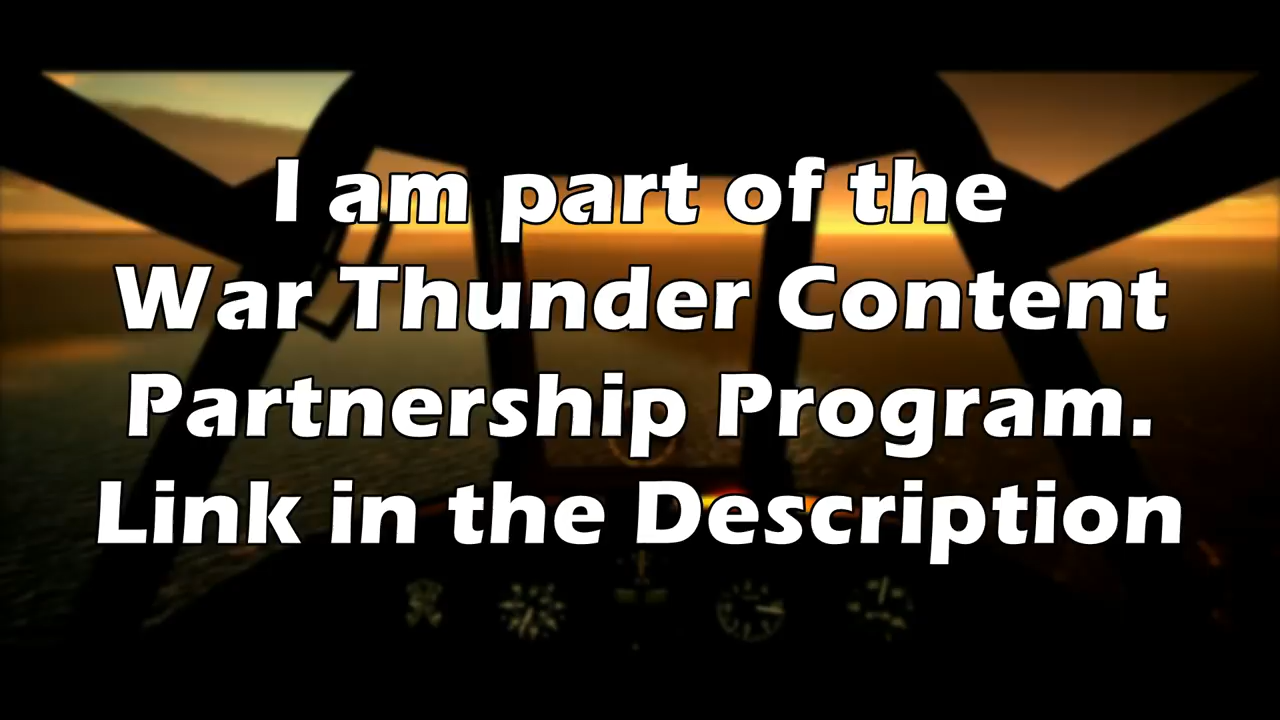 I am part of the
War Thunder Content
Partnership Program.
Link in the Description